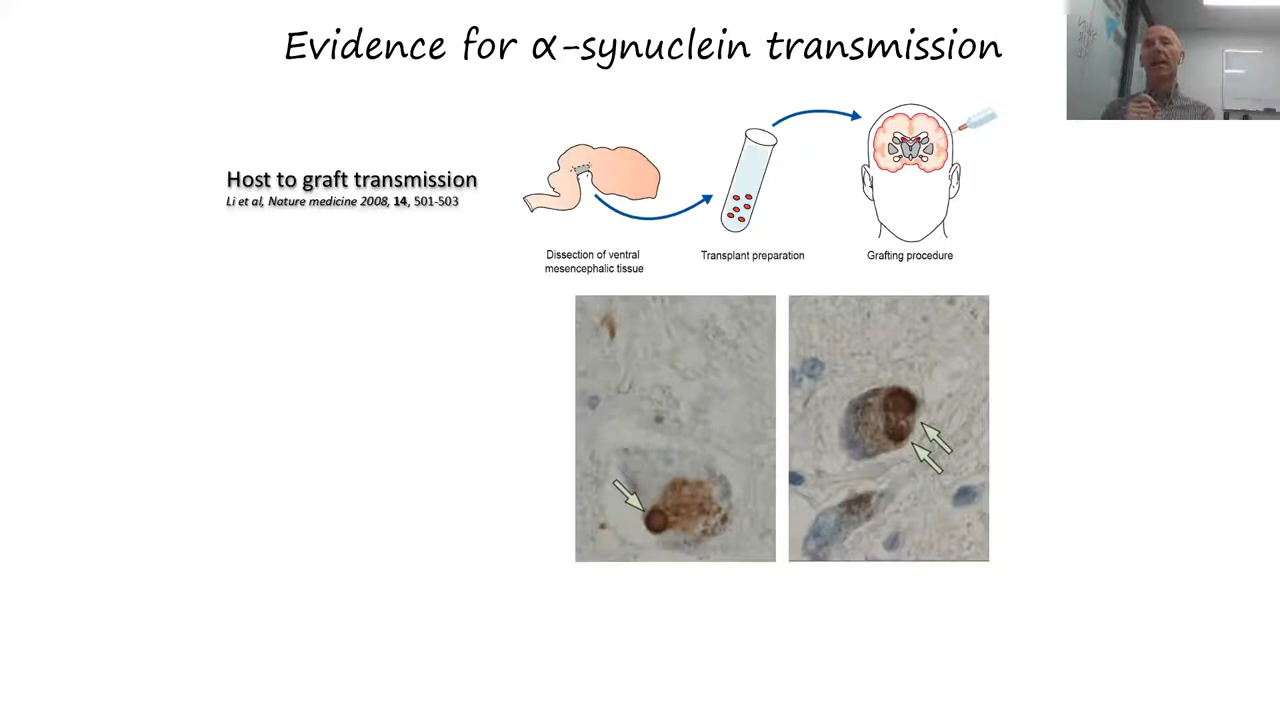 Evidence for α-synuclein transmission
Host to graft transmission
Li et al, Nature medicine 2008, 14, 501-503
Dissection of ventral
mesencephalic tissue
Transplant preparation
Grafting procedure